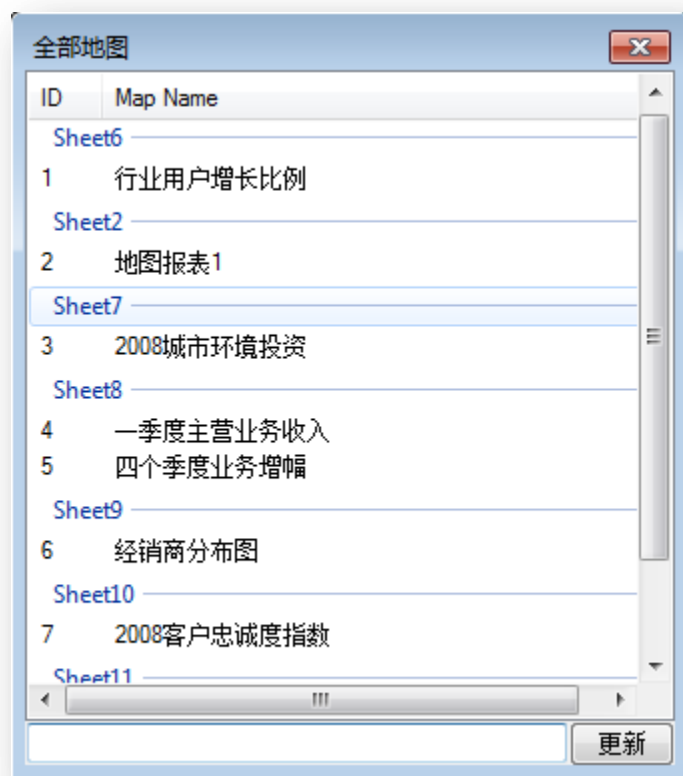 全部地图
ID Map Name
Sheet6
1 行业用户增长比例
Sheet2
2 地图报表1
Sheet7
3 2008城市环境投资
Sheet8
4 一季度主营业务收入
5 四个季度业务增幅
Sheet9
6 经销商分布图
Sheet10
7 2008客户忠诚度指数
Sheet11
更新